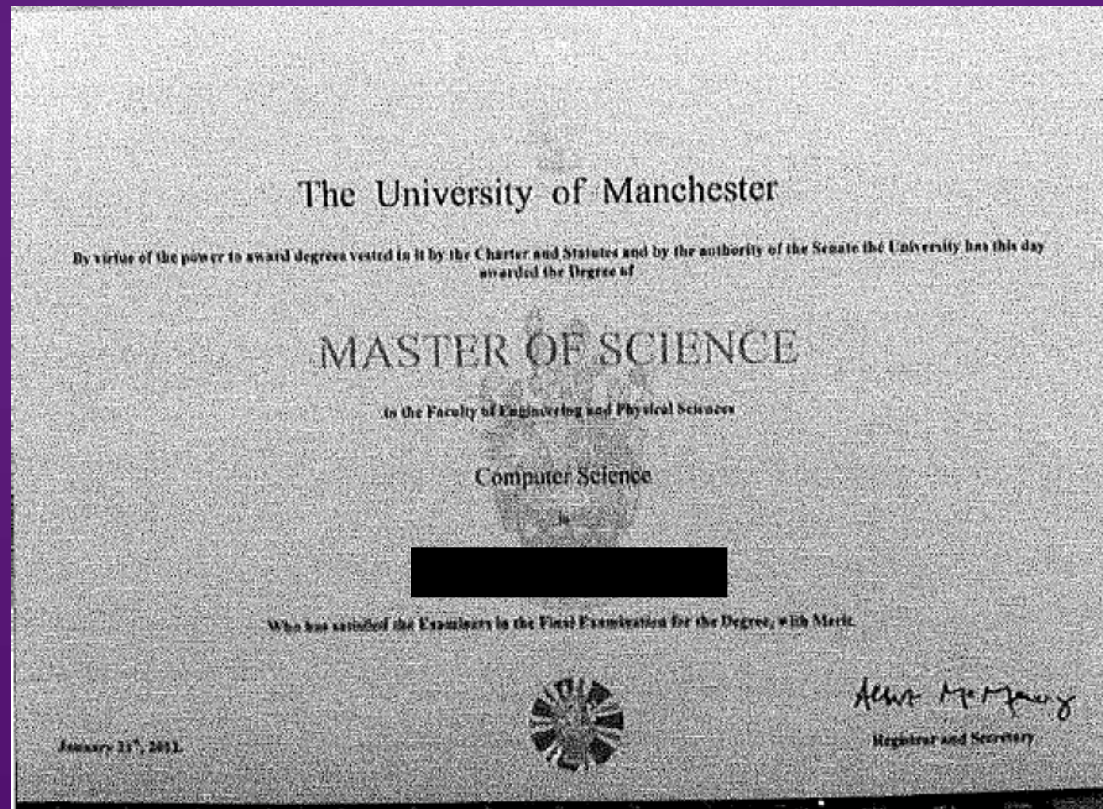 The University of Manchester
By virtue of the power to award degrees vested in it by the Charter and Statutes and by the authority of the Senate the University has this day
awarded the Degree of
MASTER OF SCIENCE
in the Faculty of Engineering and Physical Sciences
Computer Science
to
Who has satisfied the Examiners in the Final Examination for the Degree, with Merit.
January 21st, 2011.
Registrar and Secretary